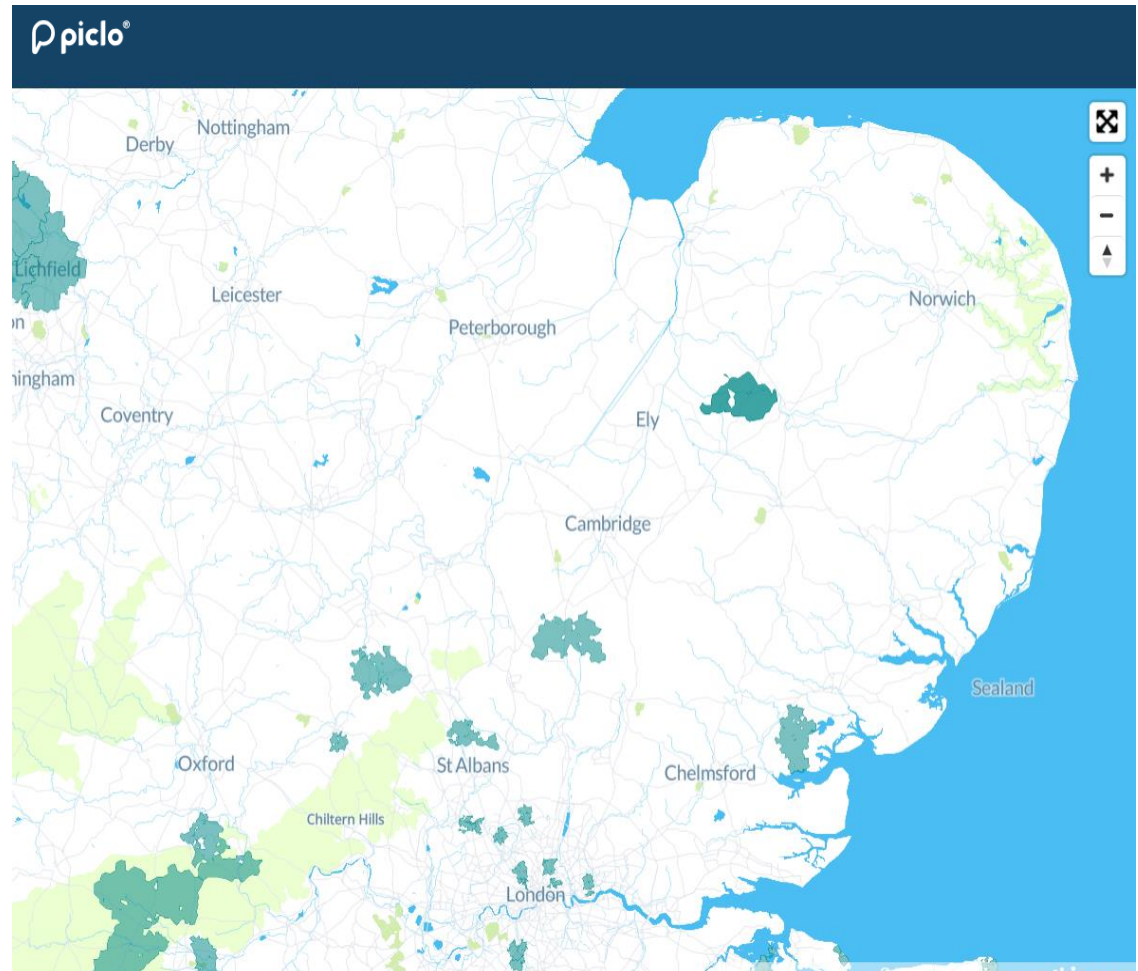 piclo®
Nottingham
Derby
Lichfield
Leicester
Norwich
on
Peterborough
ningham
Coventry
Ely
Cambridge
Sealand
Oxford
St Albans
Chelmsford
Chiltern Hills
London